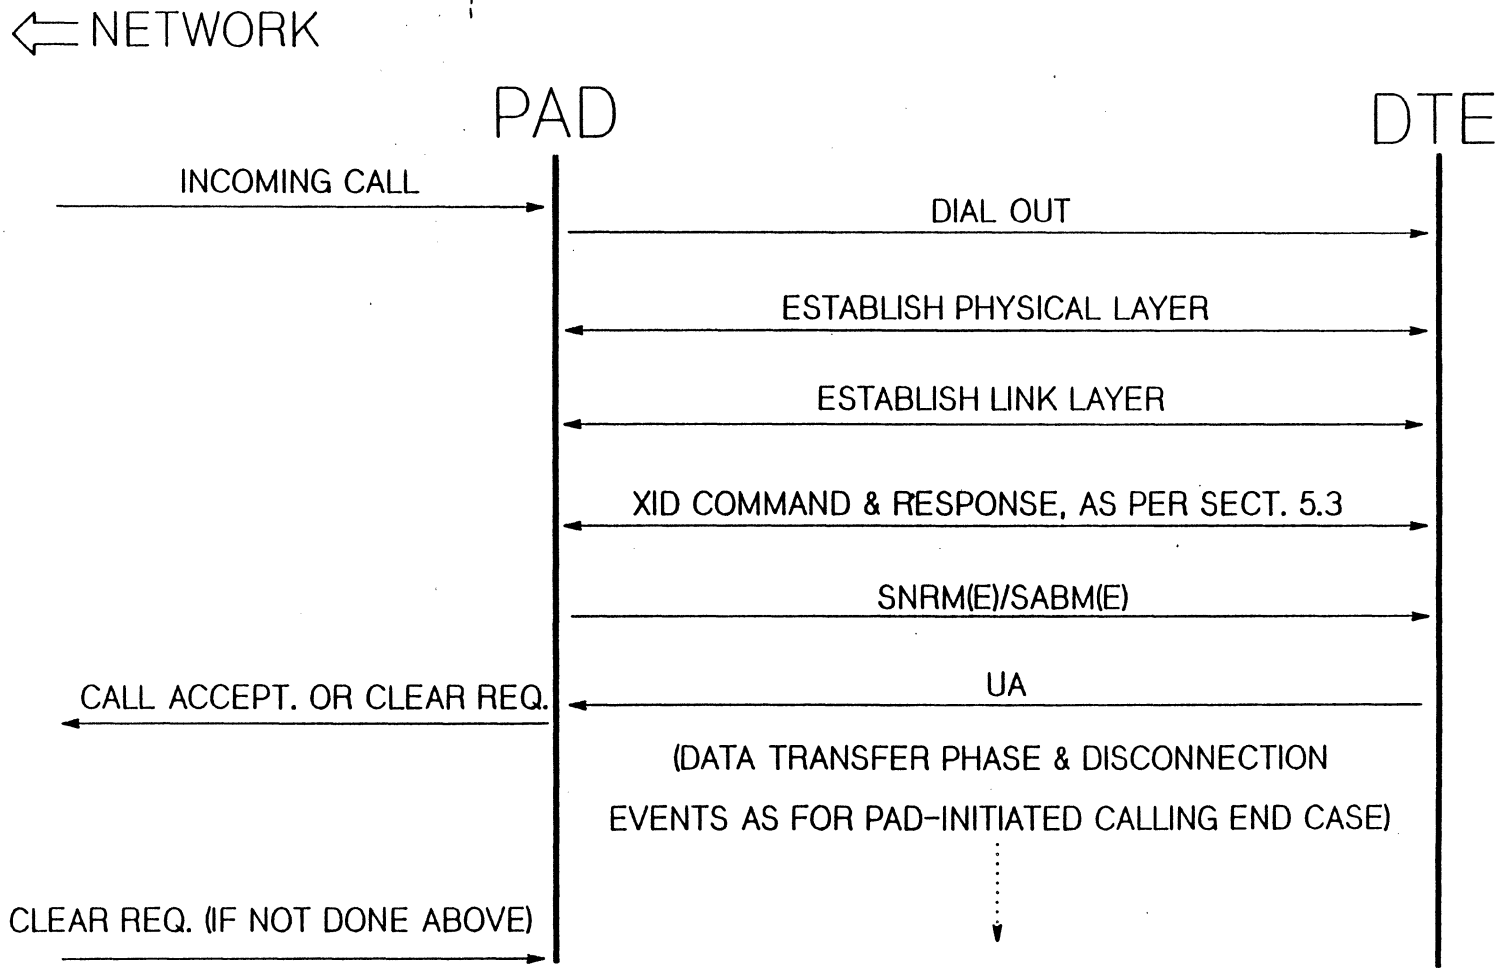 NETWORK
PAD
DTE
INCOMING CALL
DIAL OUT
ESTABLISH PHYSICAL LAYER
ESTABLISH LINK LAYER
XID COMMAND & RESPONSE, AS PER SECT. 5.3
SNRM(E)/SABM(E)
UA
CALL ACCEPT. OR CLEAR REQ.
(DATA TRANSFER PHASE & DISCONNECTION
EVENTS AS FOR PAD-INITIATED CALLING END CASE)
CLEAR REQ. (IF NOT DONE ABOVE)